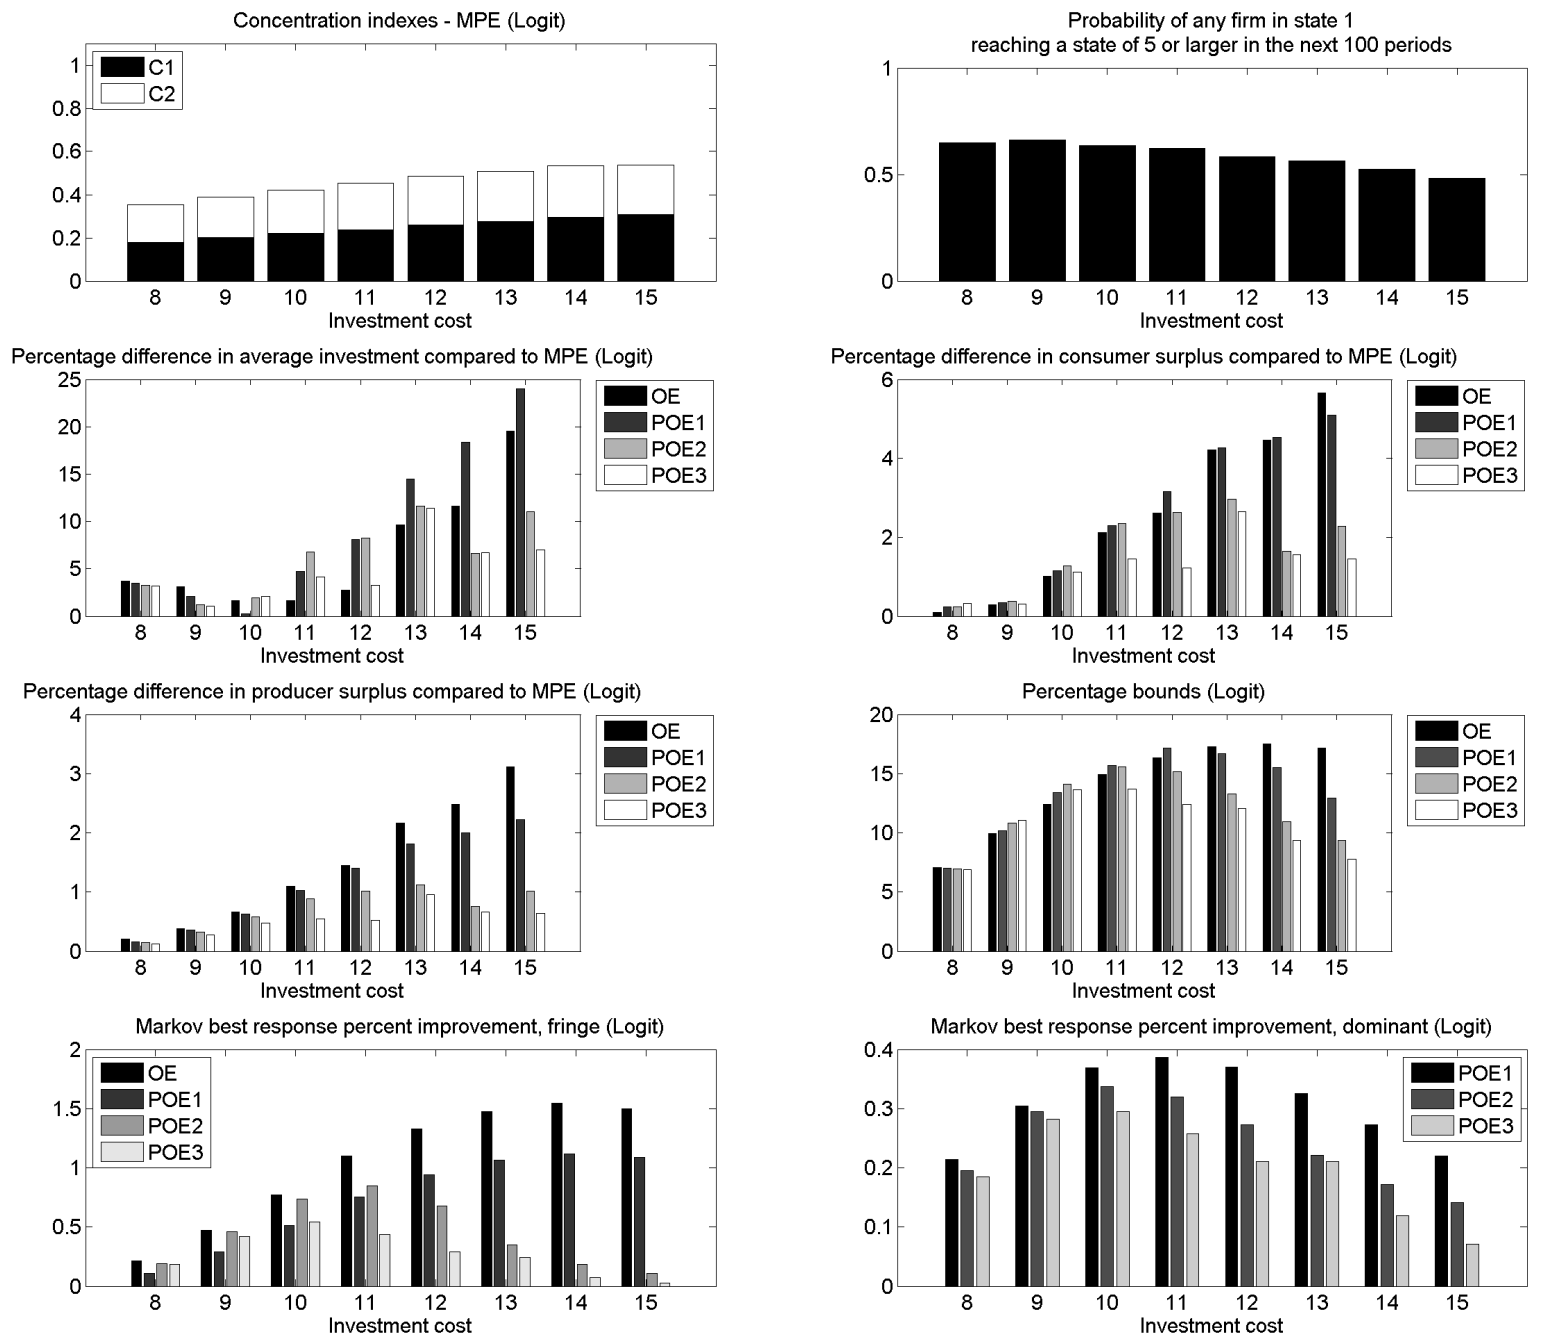 Concentration indexes - MPE (Logit)
1
0.8
0.6
0.4
0.2
0
C1
C2
8 9 10 11 12 13 14 15
Investment cost
Probability of any firm in state 1
reaching a state of 5 or larger in the next 100 periods
1
0.5
0
8 9 10 11 12 13 14 15
Investment cost
Percentage difference in average investment compared to MPE (Logit)
25
20
15
10
5
0
OE
POE1
POE2
POE3
8 9 10 11 12 13 14 15
Investment cost
Percentage difference in consumer surplus compared to MPE (Logit)
6
4
2
0
OE
POE1
POE2
POE3
8 9 10 11 12 13 14 15
Investment cost
Percentage difference in producer surplus compared to MPE (Logit)
4
3
2
1
0
OE
POE1
POE2
POE3
8 9 10 11 12 13 14 15
Investment cost
Percentage bounds (Logit)
20
15
10
5
0
OE
POE1
POE2
POE3
8 9 10 11 12 13 14 15
Investment cost
Markov best response percent improvement, fringe (Logit)
2
1.5
1
0.5
0
OE
POE1
POE2
POE3
8 9 10 11 12 13 14 15
Investment cost
Markov best response percent improvement, dominant (Logit)
0.4
0.3
0.2
0.1
0
POE1
POE2
POE3
8 9 10 11 12 13 14 15
Investment cost